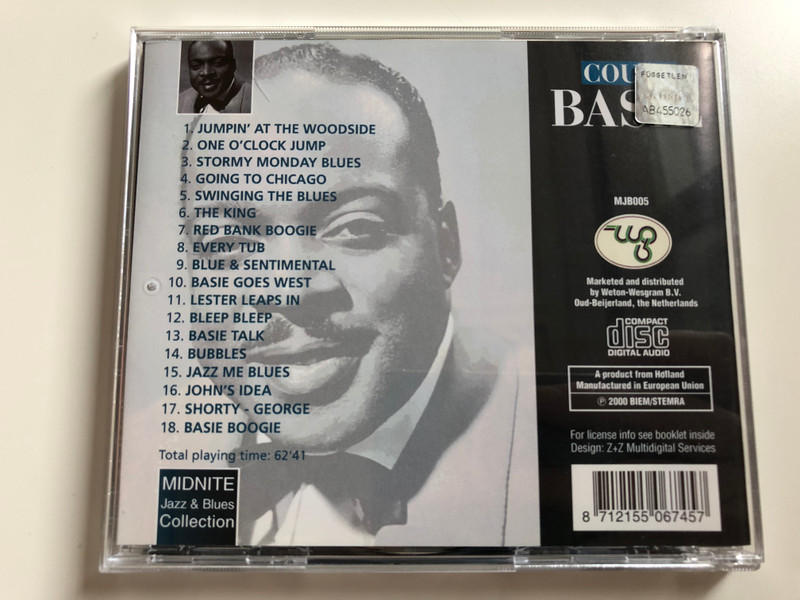 1. JUMPIN' AT THE WOODSIDE
2. ONE O'CLOCK JUMP
3. STORMY MONDAY BLUES
4. GOING TO CHICAGO
5. SWINGING THE BLUES
6. THE KING
7. RED BANK BOOGIE
8. EVERY TUB
9. BLUE & SENTIMENTAL
10. BASIE GOES WEST
11. LESTER LEAPS IN
12. BLEEP BLEEP
13. BASIE TALK
14. BUBBLES
15. JAZZ ME BLUES
16. JOHN'S IDEA
17. SHORTY - GEORGE
18. BASIE BOOGIE
Total playing time: 62'41
MIDNITE
Jazz & Blues
Collection
FÜGGETLEN
AB455026
MJB005
Marketed and distributed
by Weton-Wesgram B.V.
Oud-Beijerland, the Netherlands
COMPACT
disc
DIGITAL AUDIO
A product from Holland
Manufactured in European Union
℗ 2000 BIEM/STEMRA
For license info see booklet inside
Design: Z+Z Multidigital Services
8 712155 067457